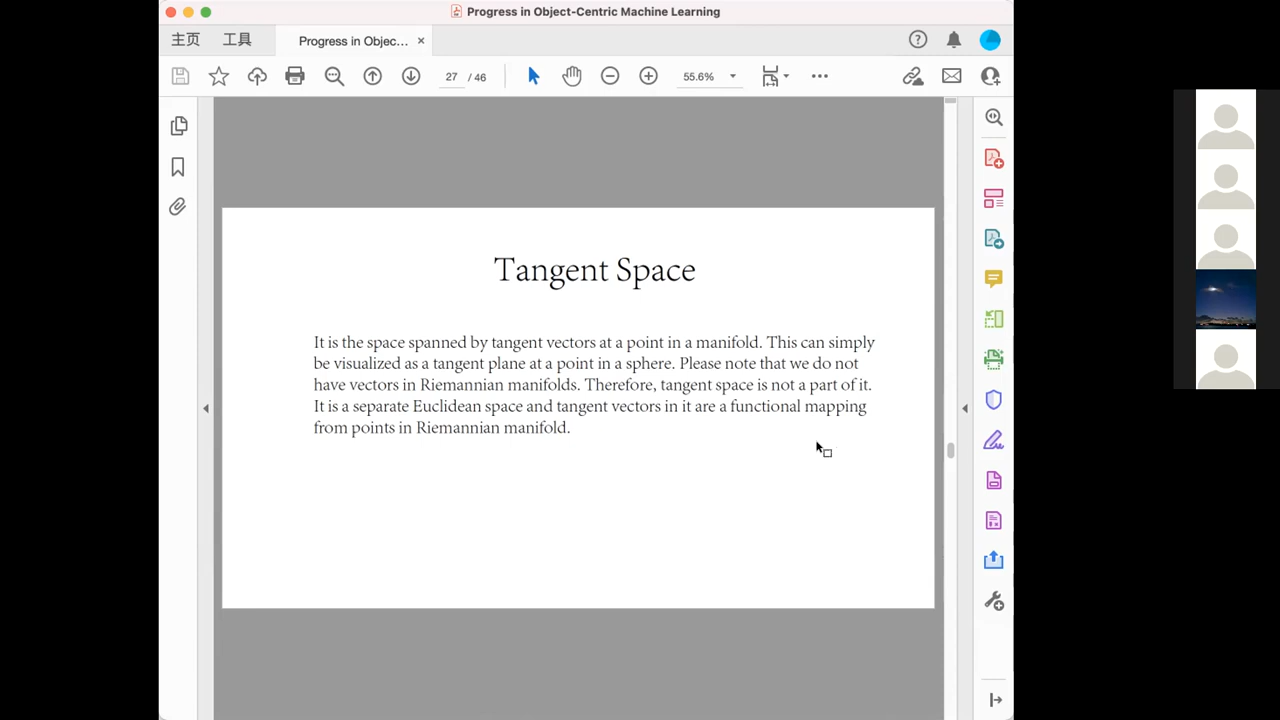 Progress in Object-Centric Machine Learning
主页
工具
Progress in Objec...
27 / 46
55.6%
Tangent Space
It is the space spanned by tangent vectors at a point in a manifold. This can simply
be visualized as a tangent plane at a point in a sphere. Please note that we do not
have vectors in Riemannian manifolds. Therefore, tangent space is not a part of it.
It is a separate Euclidean space and tangent vectors in it are a functional mapping
from points in Riemannian manifold.